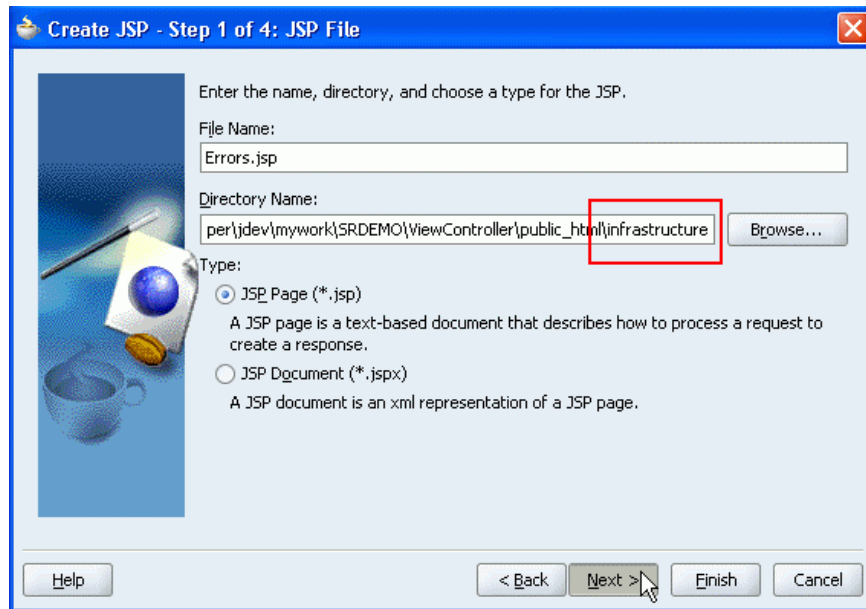 Create JSP - Step 1 of 4: JSP File
Enter the name, directory, and choose a type for the JSP.
File Name:
Errors.jsp
Directory Name:
per\jdev\mywork\SRDEMO\ViewController\public_html\infrastructure
Browse...
Type:
JSP Page (*.jsp)
A JSP page is a text-based document that describes how to process a request to
create a response.
JSP Document (*.jspx)
A JSP document is an xml representation of a JSP page.
Help
< Back
Next >
Finish
Cancel